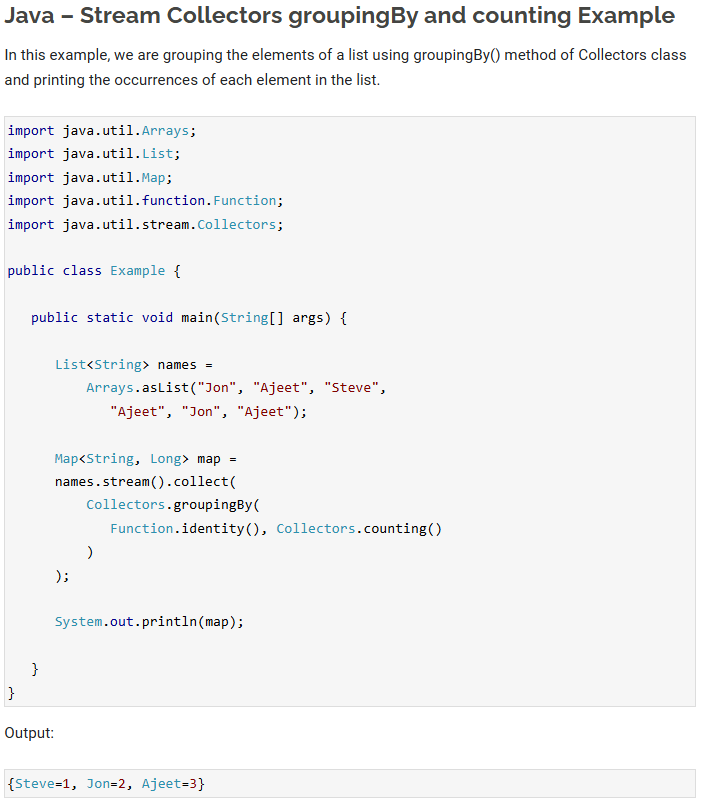 Java – Stream Collectors groupingBy and counting Example
In this example, we are grouping the elements of a list using groupingBy() method of Collectors class
and printing the occurrences of each element in the list.
import java.util.Arrays;
import java.util.List;
import java.util.Map;
import java.util.function.Function;
import java.util.stream.Collectors;
public class Example {
   public static void main(String[] args) {
      List<String> names =
          Arrays.asList("Jon", "Ajeet", "Steve",
             "Ajeet", "Jon", "Ajeet");
      Map<String, Long> map =
      names.stream().collect(
          Collectors.groupingBy(
             Function.identity(), Collectors.counting()
          )
      );
      System.out.println(map);
   }
}
Output:
{Steve=1, Jon=2, Ajeet=3}